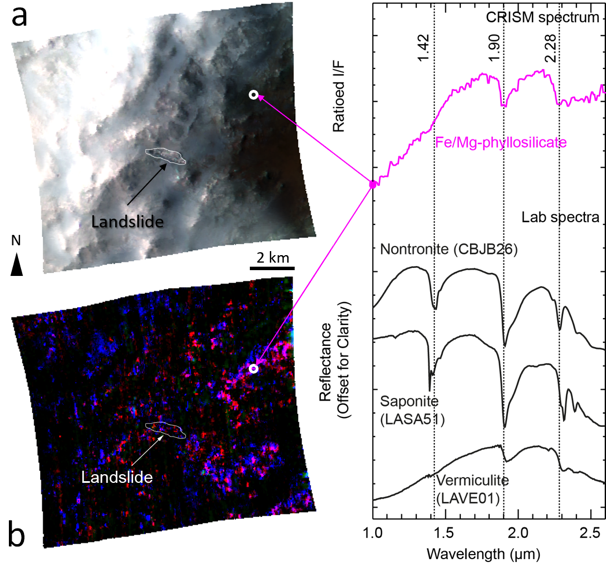 a
Landslide
N
2 km
b
Landslide
CRISM spectrum
1.42
1.90
2.28
Ratioed I/F
Fe/Mg-phyllosilicate
Lab spectra
Nontronite (CBJB26)
Reflectance
(Offset for Clarity)
Saponite
(LASA51)
Vermiculite
(LAVE01)
1.0 1.5 2.0 2.5
Wavelength (μm)